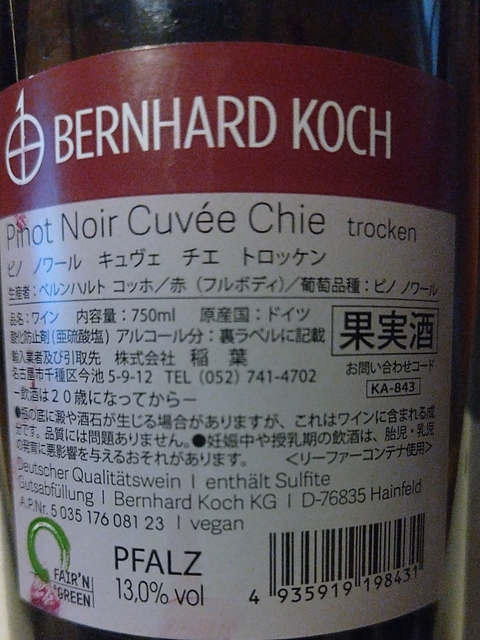 BERNHARD KOCH
Pinot Noir Cuvée Chie trocken
ピノ ノワール キュヴェ チエ トロッケン
生産者：ベルンハルト コッホ／赤（フルボディ）／葡萄品種：ピノ ノワール
品名：ワイン 内容量：750ml 原産国：ドイツ
酸化防止剤(亜硫酸塩) アルコール分：裏ラベルに記載
果実酒
輸入業者及び引取先 株式会社 稲葉
名古屋市千種区今池5-9-12 TEL（052）741-4702
お問い合わせコード
KA-843
ー飲酒は20歳になってからー
●瓶の底に澱や酒石が生じる場合がありますが、これはワインに含まれる成
分です。品質には問題ありません。●妊娠中や授乳期の飲酒は、胎児・乳児
の発育に悪影響を与えるおそれがあります。 ＜リーファーコンテナ使用＞
Deutscher Qualitätswein | enthält Sulfite
Gutsabfüllung | Bernhard Koch KG | D-76835 Hainfeld
A.P.Nr. 5 035 176 081 23 | vegan
FAIR'N
GREEN
PFALZ
13,0% vol
4 935919 198431